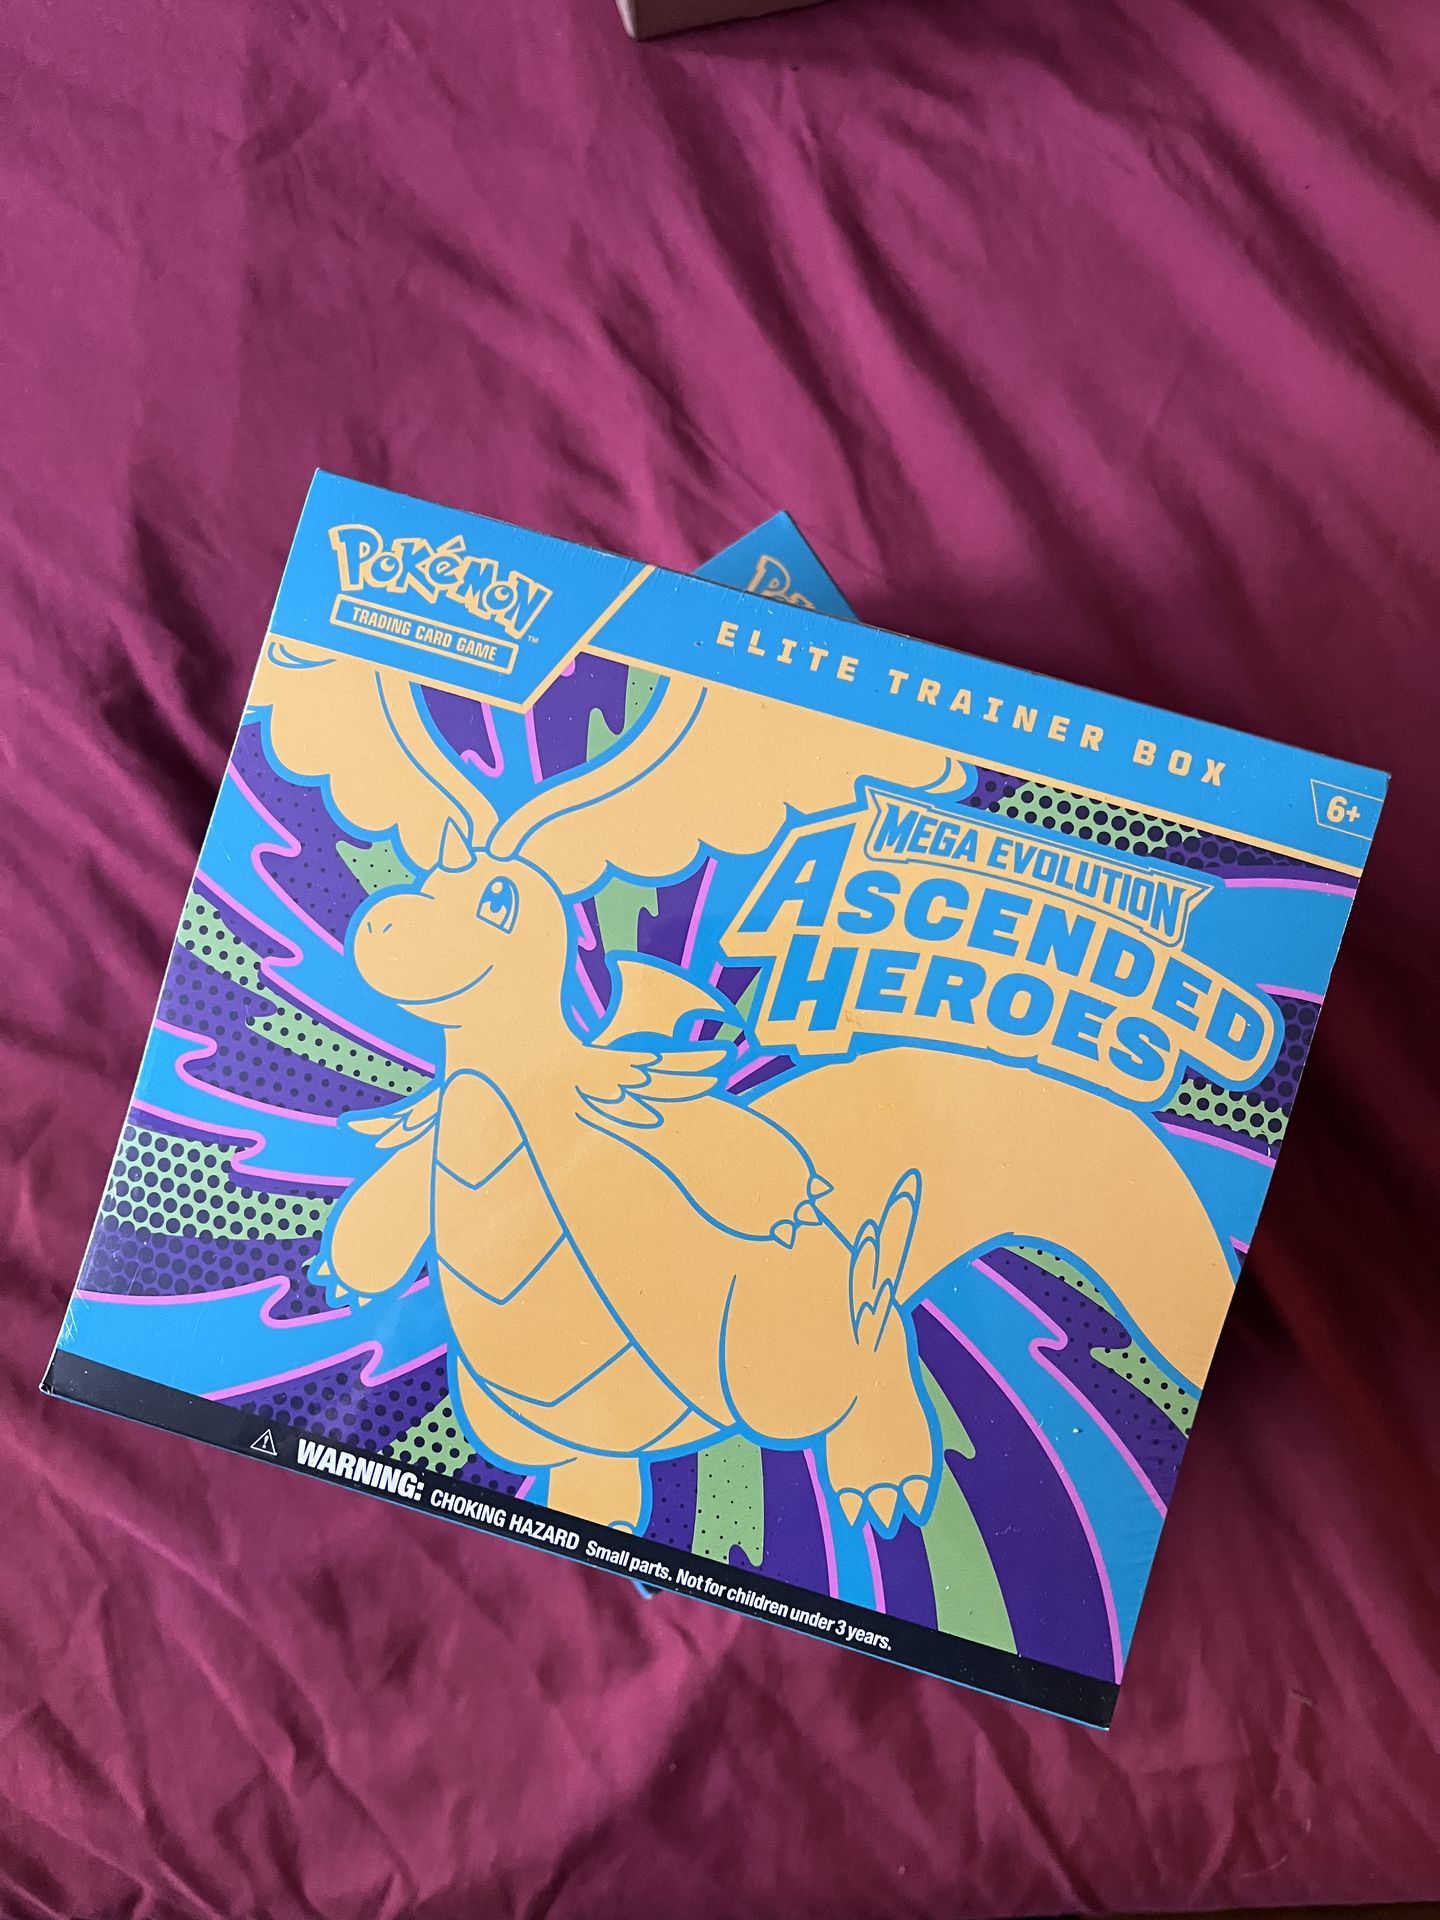 POKéMON
TRADING CARD GAME
™
ELITE TRAINER BOX
6+
MEGA EVOLUTION
ASCENDED
HEROES
WARNING: CHOKING HAZARD Small parts. Not for children under 3 years.